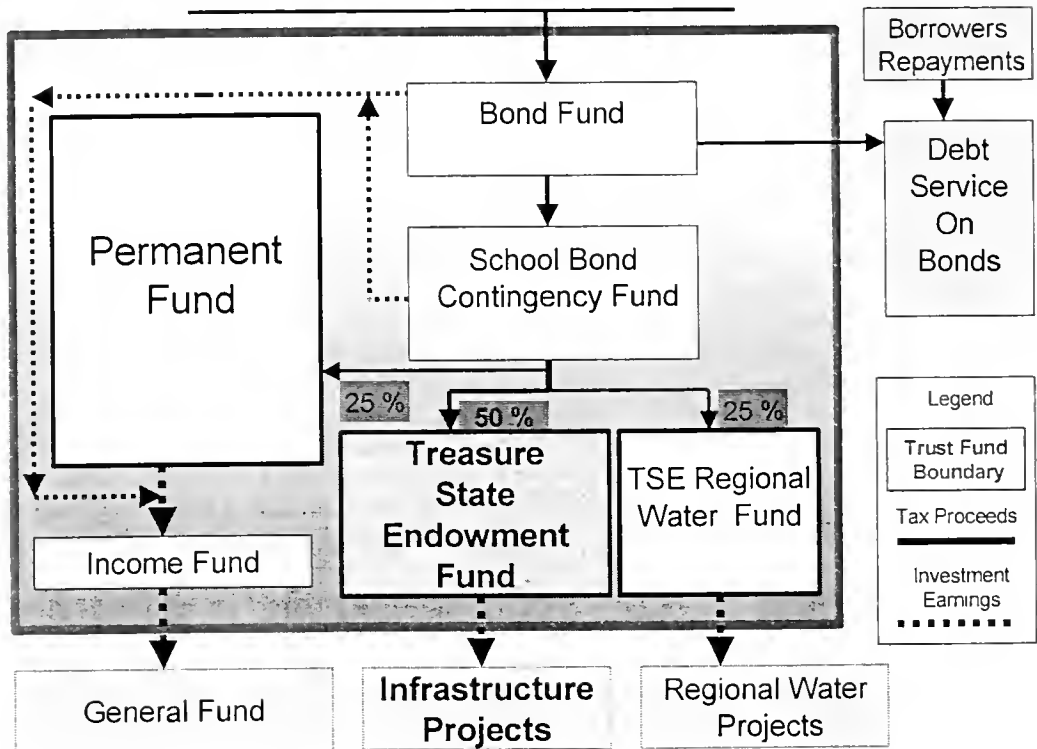 Borrowers
Repayments
Bond Fund
Debt
Service
On
Bonds
Permanent
Fund
School Bond
Contingency Fund
25 %
50 %
25 %
Treasure
State
Endowment
Fund
TSE Regional
Water Fund
Income Fund
Legend
Trust Fund
Boundary
Tax Proceeds
Investment
Earnings
General Fund
Infrastructure
Projects
Regional Water
Projects